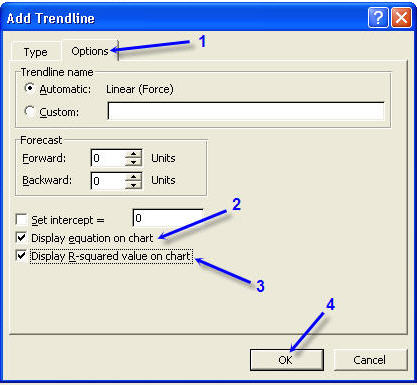 Add Trendline
Type
Options
1
Trendline name
Automatic: Linear (Force)
Custom:
Forecast
Forward: 0 Units
Backward: 0 Units
Set intercept = 0
2
Display equation on chart
Display R-squared value on chart
3
4
OK
Cancel